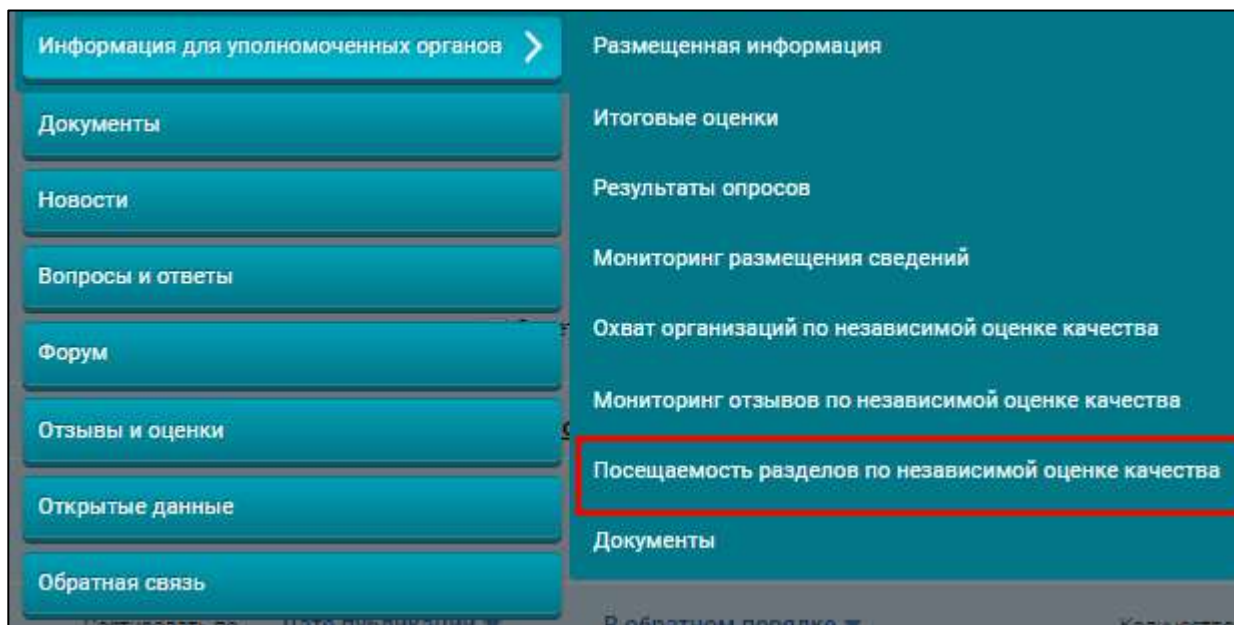 Информация для уполномоченных органов
Документы
Новости
Вопросы и ответы
Форум
Отзывы и оценки
Открытые данные
Обратная связь
Размещенная информация
Итоговые оценки
Результаты опросов
Мониторинг размещения сведений
Охват организаций по независимой оценке качества
Мониторинг отзывов по независимой оценке качества
Посещаемость разделов по независимой оценке качества
Документы
В обратном порядке